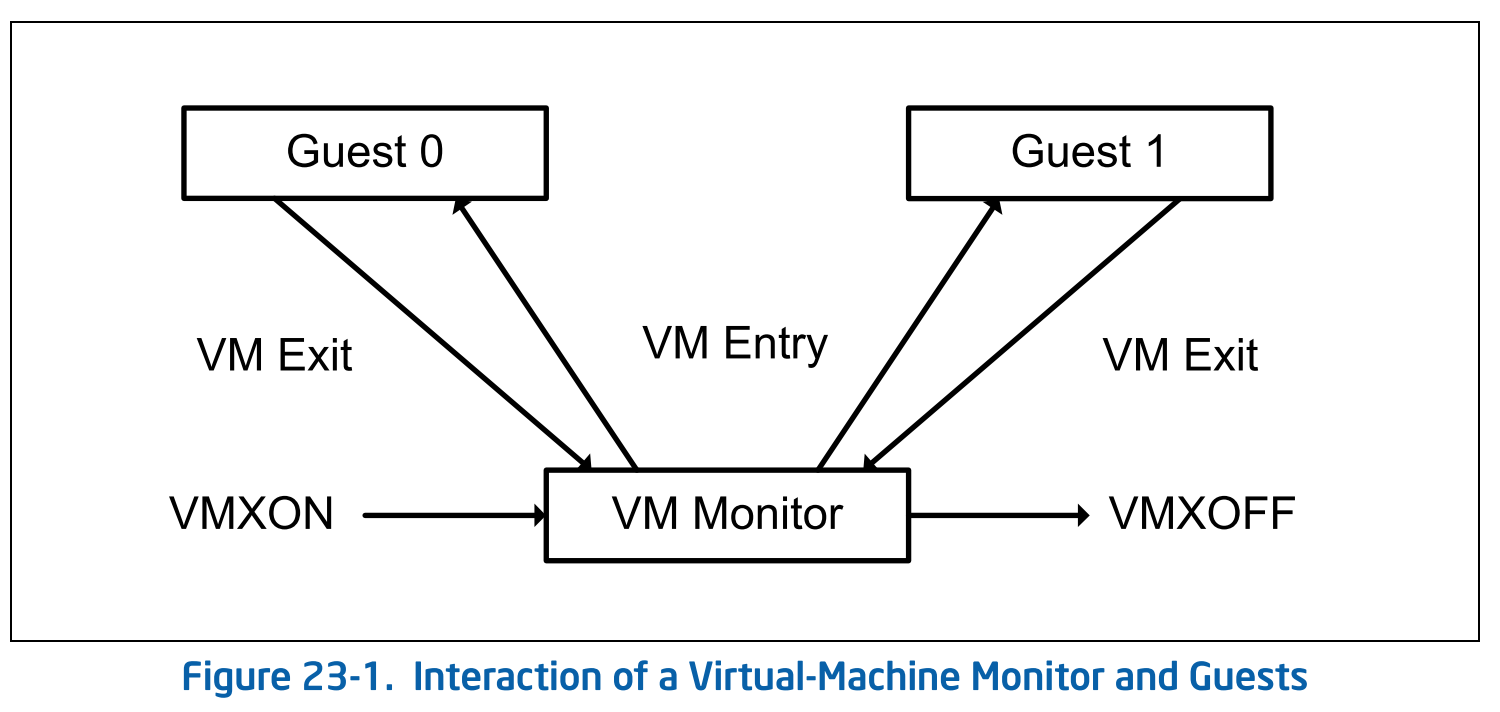 Guest 0
Guest 1
VM Exit
VM Entry
VM Exit
VMXON
VM Monitor
VMXOFF
Figure 23-1. Interaction of a Virtual-Machine Monitor and Guests